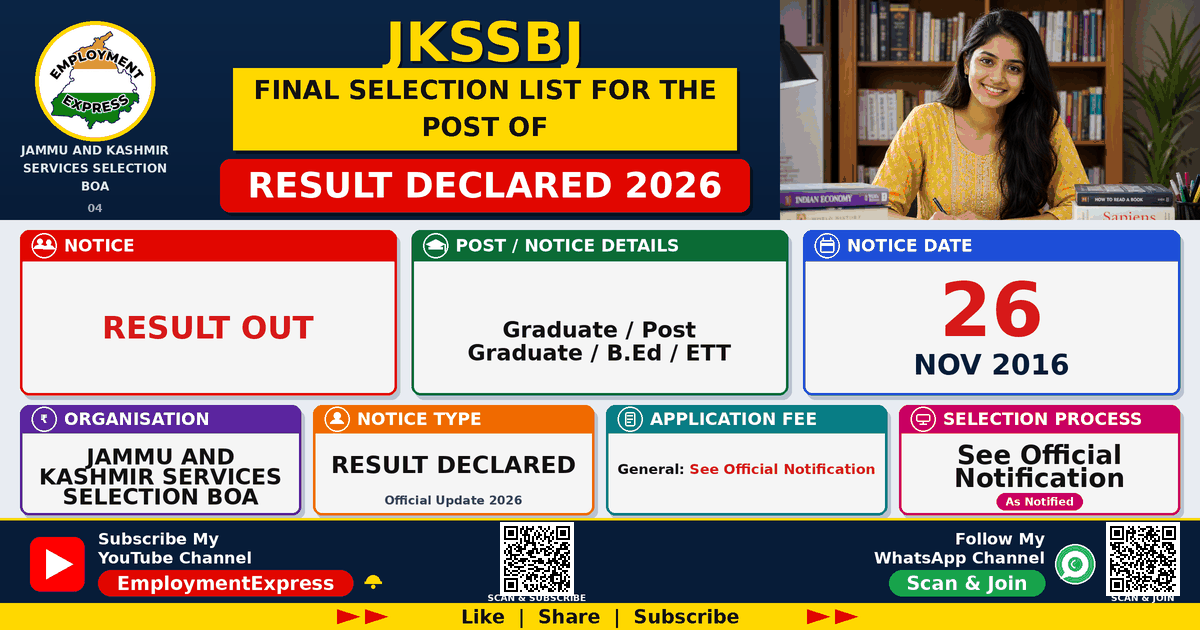 EMPLOYMENT
EXPRESS
JAMMU AND KASHMIR
SERVICES SELECTION
BOA
04
JKSSBJ
FINAL SELECTION LIST FOR THE
POST OF
RESULT DECLARED 2026
INDIAN ECONOMY
WORLD HISTORY
HOW TO READ A BOOK
Sapiens
NOTICE
RESULT OUT
POST / NOTICE DETAILS
Graduate / Post
Graduate / B.Ed / ETT
NOTICE DATE
26
NOV 2016
ORGANISATION
JAMMU AND
KASHMIR SERVICES
SELECTION BOA
NOTICE TYPE
RESULT DECLARED
Official Update 2026
APPLICATION FEE
General: See Official Notification
SELECTION PROCESS
See Official
Notification
As Notified
Subscribe My
YouTube Channel
EmploymentExpress
SCAN & SUBSCRIBE
Follow My
WhatsApp Channel
Scan & Join
SCAN & JOIN
Like | Share | Subscribe